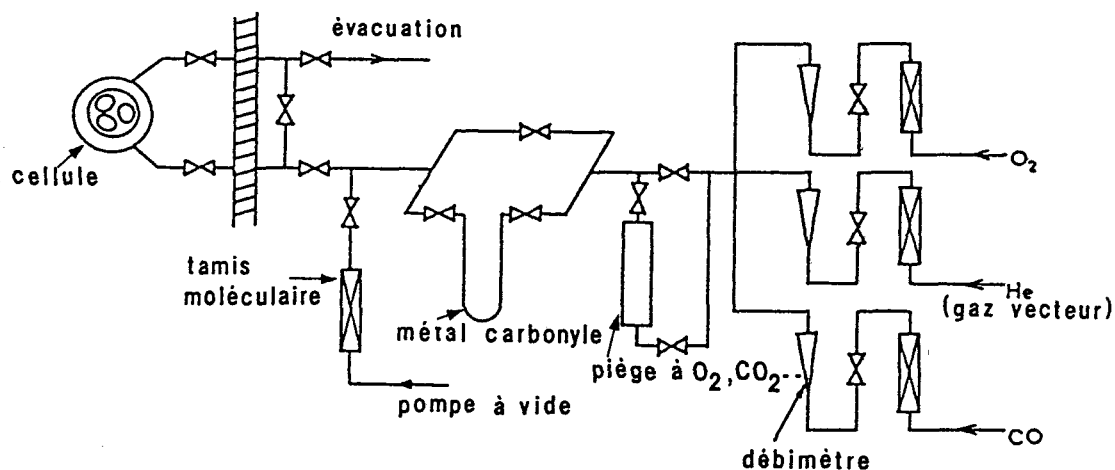 évacuation
cellule
O₂
tamis
moléculaire
He
(gaz vecteur)
métal carbonyle
piège à O₂, CO₂--
pompe à vide
CO
débimètre